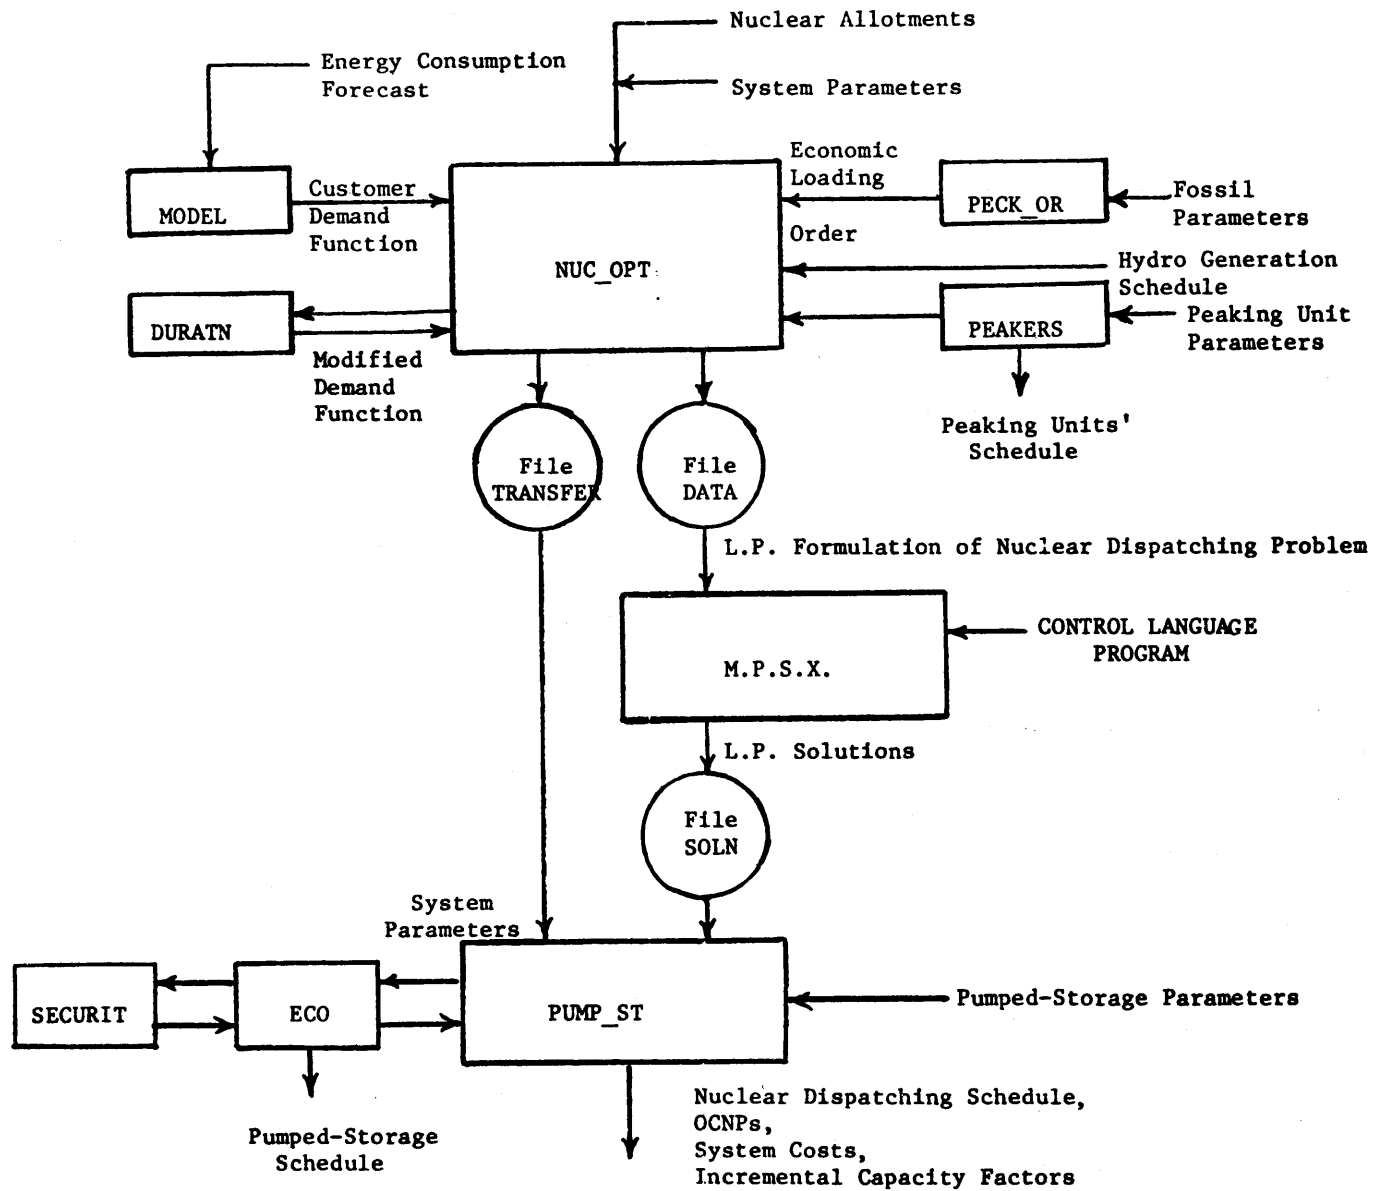 Nuclear Allotments
Energy Consumption
Forecast
System Parameters
Economic
Loading
Order
PECK_OR
Fossil
Parameters
MODEL
Customer
Demand
Function
NUC_OPT
Hydro Generation
Schedule
DURATN
Modified
Demand
Function
PEAKERS
Peaking Unit
Parameters
Peaking Units'
Schedule
File
TRANSFER
File
DATA
L.P. Formulation of Nuclear Dispatching Problem
CONTROL LANGUAGE
PROGRAM
M.P.S.X.
L.P. Solutions
File
SOLN
System
Parameters
SECURIT
ECO
PUMP_ST
Pumped-Storage Parameters
Pumped-Storage
Schedule
Nuclear Dispatching Schedule,
OCNPs,
System Costs,
Incremental Capacity Factors